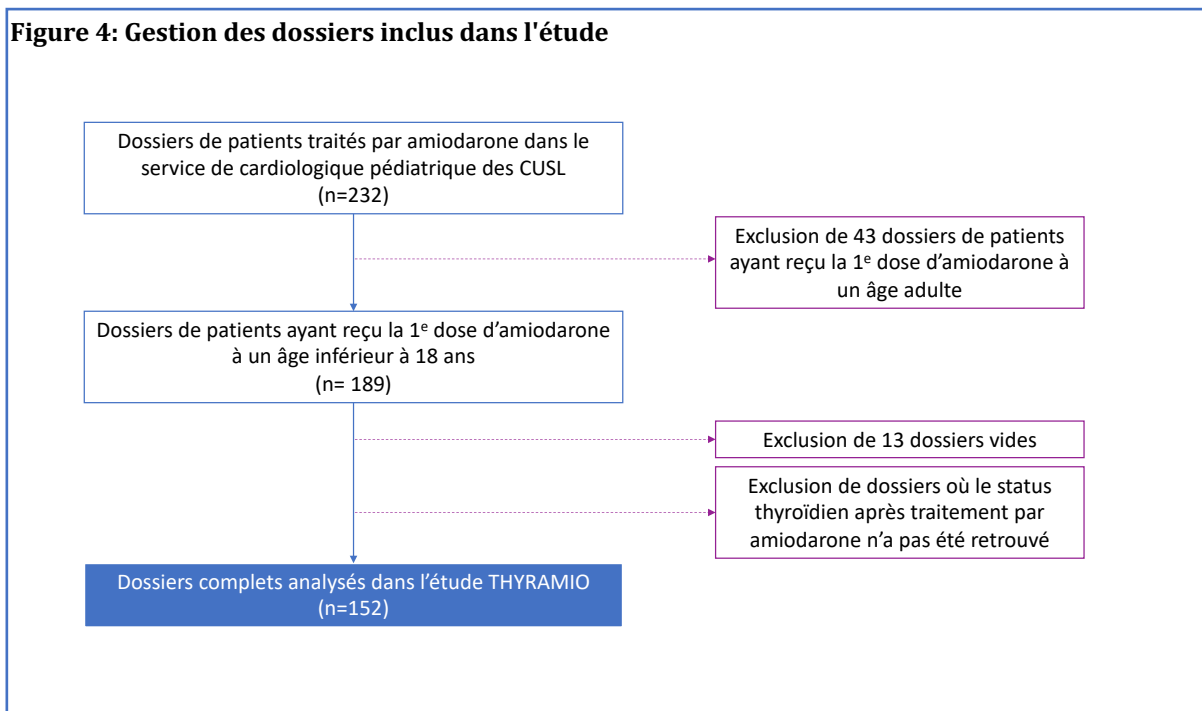 Figure 4: Gestion des dossiers inclus dans l'étude
Dossiers de patients traités par amiodarone dans le
service de cardiologique pédiatrique des CUSL
(n=232)
Exclusion de 43 dossiers de patients
ayant reçu la 1e dose d’amiodarone à
un âge adulte
Dossiers de patients ayant reçu la 1e dose d’amiodarone
à un âge inférieur à 18 ans
(n= 189)
Exclusion de 13 dossiers vides
Exclusion de dossiers où le status
thyroïdien après traitement par
amiodarone n’a pas été retrouvé
Dossiers complets analysés dans l’étude THYRAMIO
(n=152)